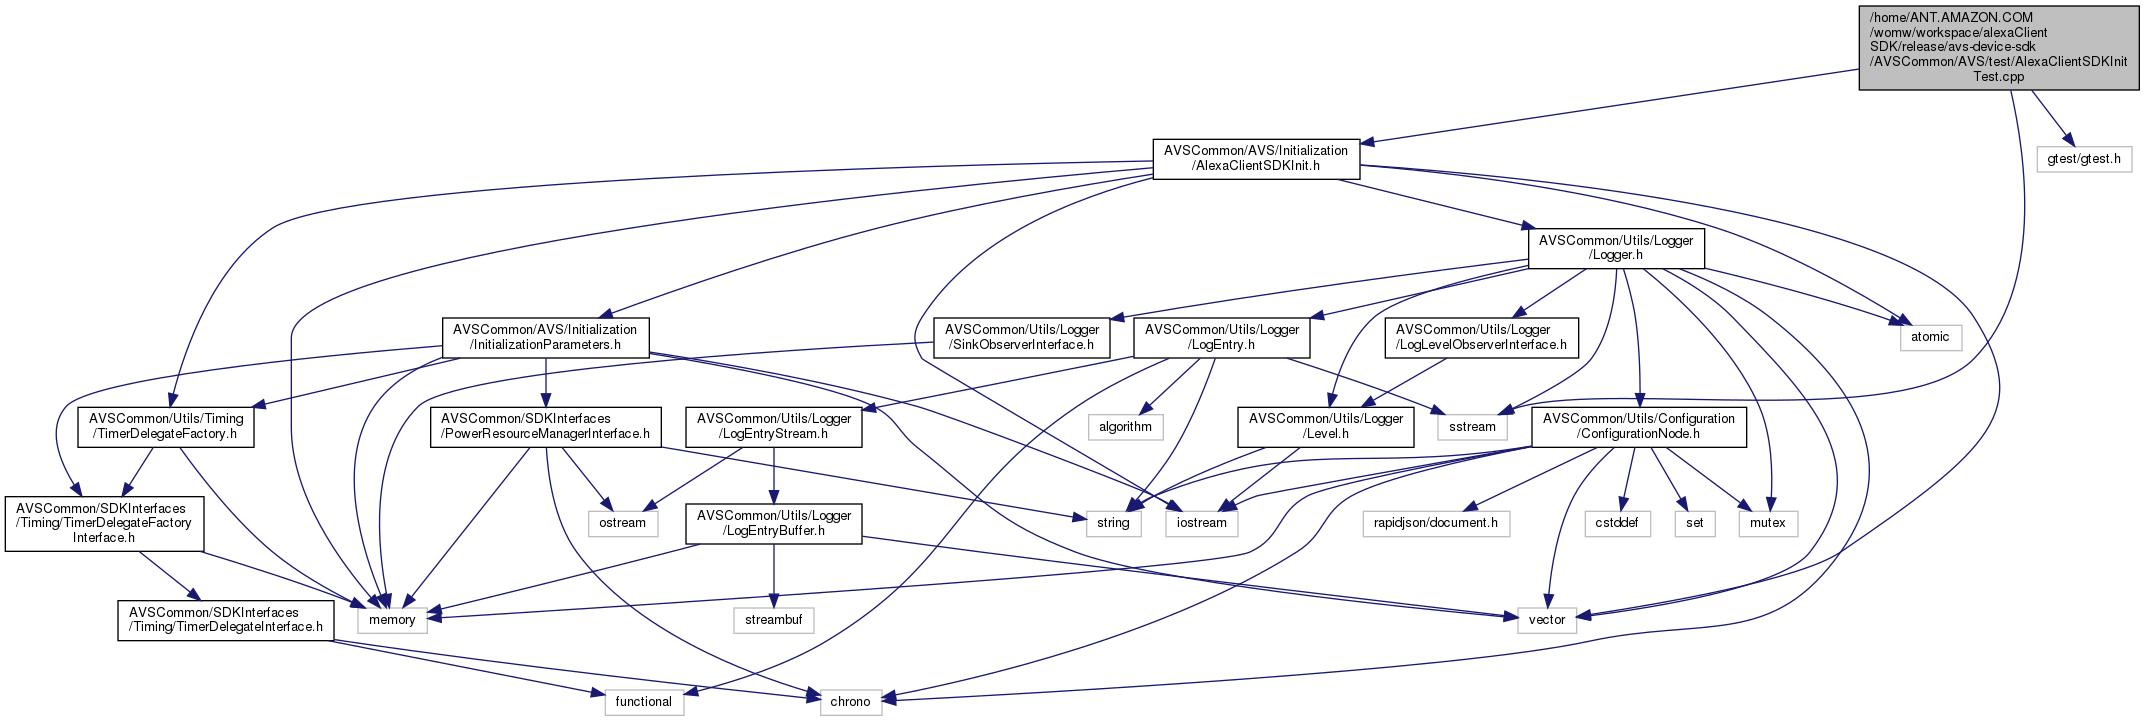 /home/ANT.AMAZON.COM
/womw/workspace/alexaClient
SDK/release/avs-device-sdk
/AVSCommon/AVS/test/AlexaClientSDKInit
Test.cpp
AVSCommon/AVS/Initialization
/AlexaClientSDKInit.h
gtest/gtest.h
AVSCommon/Utils/Logger
/Logger.h
AVSCommon/AVS/Initialization
/InitializationParameters.h
AVSCommon/Utils/Logger
/SinkObserverInterface.h
AVSCommon/Utils/Logger
/LogEntry.h
AVSCommon/Utils/Logger
/LogLevelObserverInterface.h
atomic
AVSCommon/Utils/Timing
/TimerDelegateFactory.h
AVSCommon/SDKInterfaces
/PowerResourceManagerInterface.h
AVSCommon/Utils/Logger
/LogEntryStream.h
algorithm
AVSCommon/Utils/Logger
/Level.h
sstream
AVSCommon/Utils/Configuration
/ConfigurationNode.h
AVSCommon/SDKInterfaces
/Timing/TimerDelegateFactory
Interface.h
ostream
AVSCommon/Utils/Logger
/LogEntryBuffer.h
string
iostream
rapidjson/document.h
cstddef
set
mutex
AVSCommon/SDKInterfaces
/Timing/TimerDelegateInterface.h
memory
streambuf
vector
functional
chrono